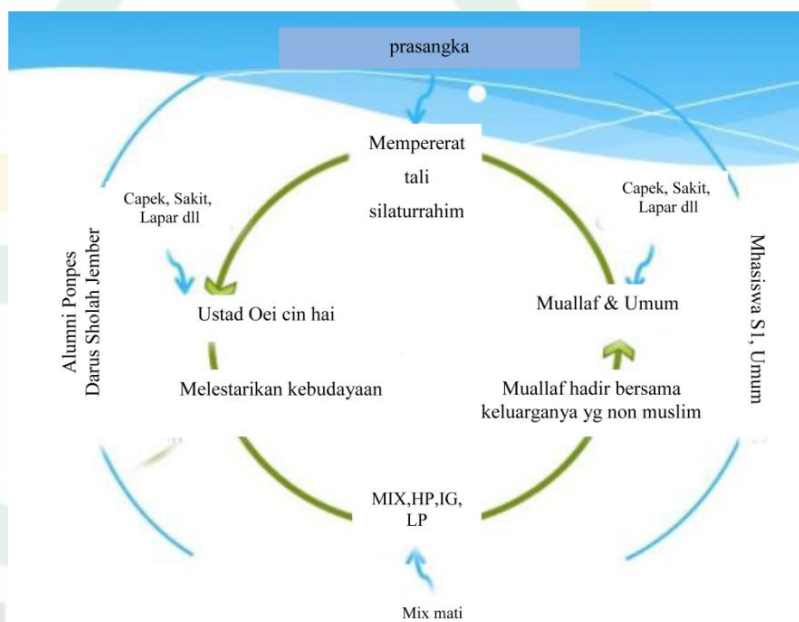 prasangka
Mempererat
tali
silaturrahim
Capek, Sakit,
Lapar dll
Capek, Sakit,
Lapar dll
Alumni Ponpes
Darus Sholah Jember
Ustad Oei cin hai
Muallaf & Umum
Mhasiswa S1, Umum
Melestarikan kebudayaan
Muallaf hadir bersama
keluarganya yg non muslim
MIX,HP,IG,
LP
Mix mati